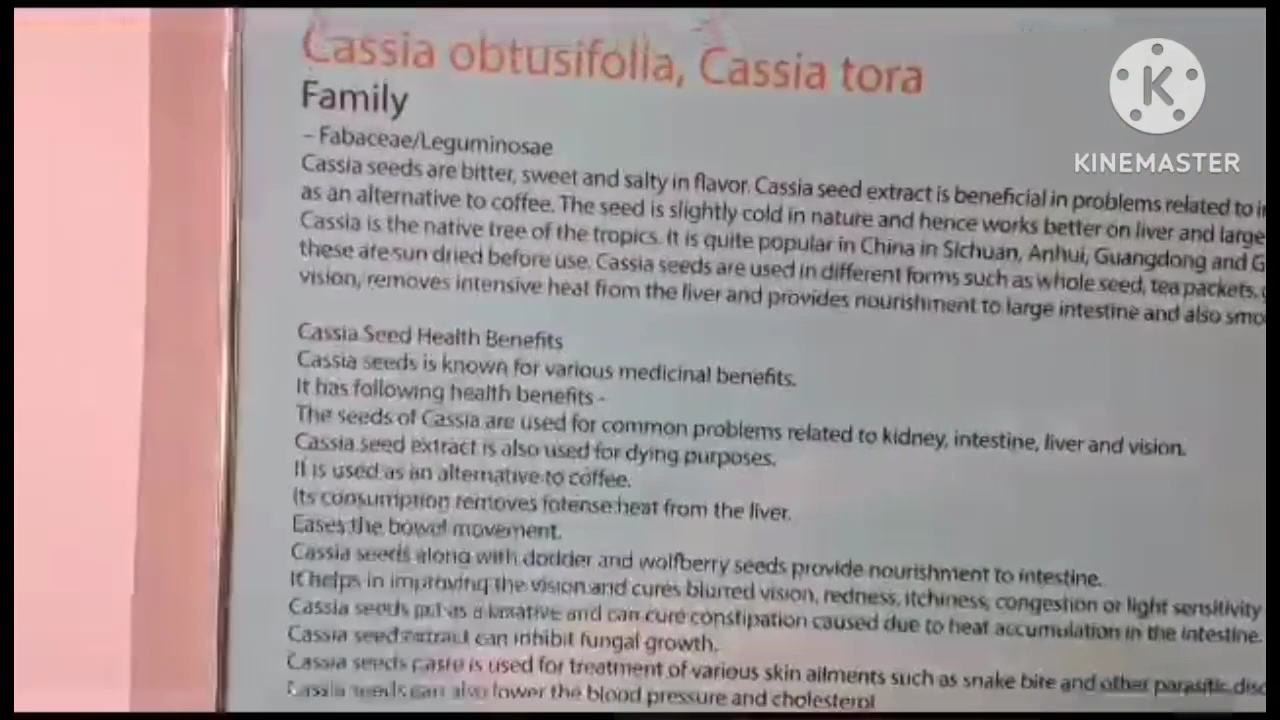 Cassia obtusifolla, Cassia tora
K
KINEMASTER
Family
– Fabaceae/Leguminosae
Cassia seeds are bitter, sweet and salty in flavor. Cassia seed extract is beneficial in problems related to
as an alternative to coffee. The seed is slightly cold in nature and hence works better on liver and large
Cassia is the native tree of the tropics. It is quite popular in China in Sichuan, Anhui, Guangdong and G
these are sun dried before use. Cassia seeds are used in different forms such as whole seed, tea packets,
vision, removes intensive heat from the liver and provides nourishment to large intestine and also smo
Cassia Seed Health Benefits
Cassia seeds is known for various medicinal benefits.
It has following health benefits -
The seeds of Cassia are used for common problems related to kidney, intestine, liver and vision.
Cassia seed extract is also used for dying purposes.
It is used as an alternative to coffee.
Its consumption removes intense heat from the liver.
Eases the bowel movement.
Cassia seeds along with dodder and wolfberry seeds provide nourishment to intestine.
It helps in improving the vision and cures blurred vision, redness, itchiness, congestion or light sensitivity
Cassia seeds act as a laxative and can cure constipation caused due to heat accumulation in the intestine.
Cassia seed extract can inhibit fungal growth.
Cassia seeds paste is used for treatment of various skin ailments such as snake bite and other parasitic
Cassia seeds can also lower the blood pressure and cholesterol